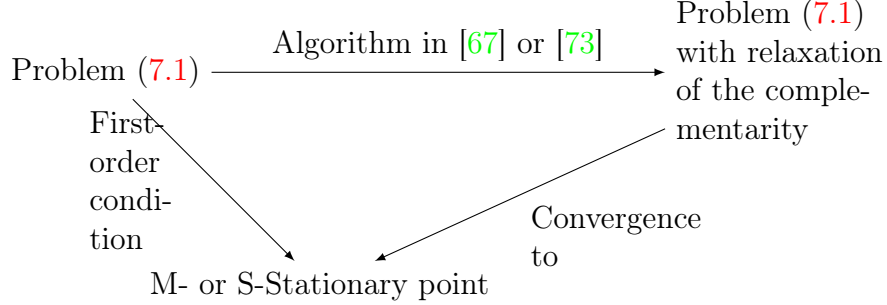 Problem (7.1)
Algorithm in [67] or [73]
Problem (7.1)
with relaxation
of the comple-
mentarity
First-
order
condi-
tion
Convergence
to
M- or S-Stationary point